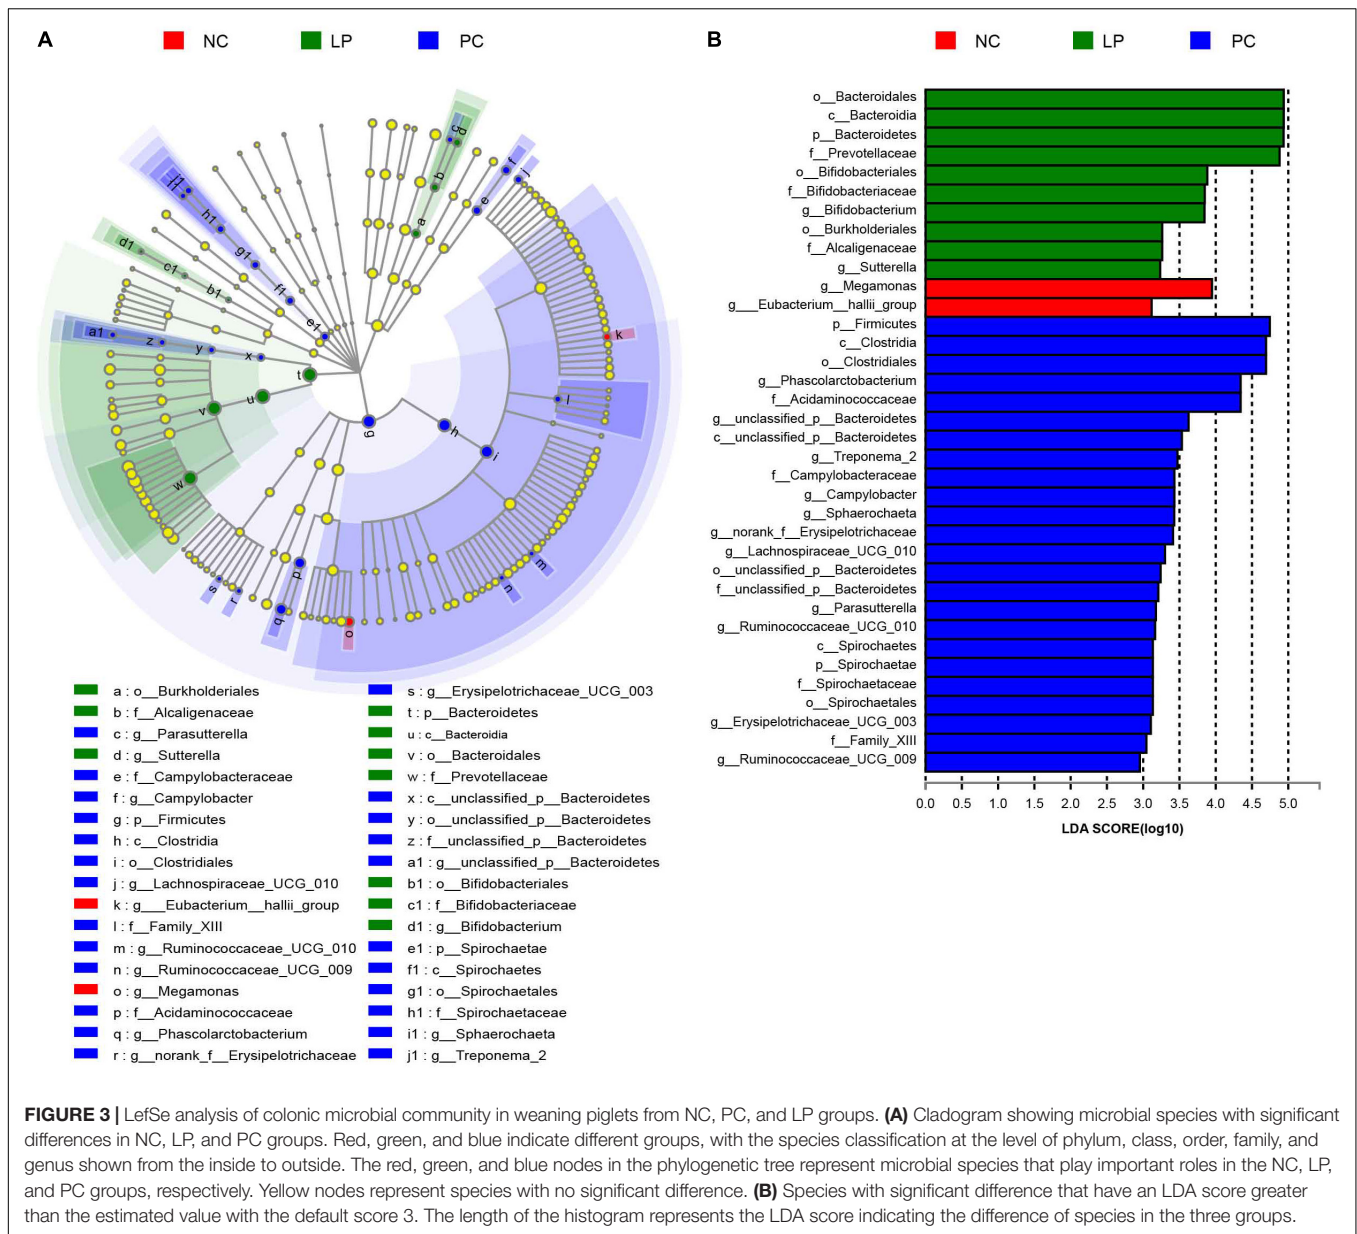 A
NC
LP
PC
B
NC
LP
PC
a
b
d
e
f
j
k
l
h
i
g
m
n
o
p
q
r
s
t
u
v
w
x
y
z
a1
b1
c1
d1
e1
f1
g1
h1
j1
a : o__Burkholderiales
b : f__Alcaligenaceae
c : g__Parasutterella
d : g__Sutterella
e : f__Campylobacteraceae
f : g__Campylobacter
g : p__Firmicutes
h : c__Clostridia
i : o__Clostridiales
j : g__Lachnospiraceae_UCG_010
k : g___Eubacterium__hallii_group
l : f__Family_XIII
m : g__Ruminococcaceae_UCG_010
n : g__Ruminococcaceae_UCG_009
o : g__Megamonas
p : f__Acidaminococcaceae
q : g__Phascolarctobacterium
r : g__norank_f__Erysipelotrichaceae
s : g__Erysipelotrichaceae_UCG_003
t : p__Bacteroidetes
u : c__Bacteroidia
v : o__Bacteroidales
w : f__Prevotellaceae
x : c__unclassified_p__Bacteroidetes
y : o__unclassified_p__Bacteroidetes
z : f__unclassified_p__Bacteroidetes
a1 : g__unclassified_p__Bacteroidetes
b1 : o__Bifidobacteriales
c1 : f__Bifidobacteriaceae
d1 : g__Bifidobacterium
e1 : p__Spirochaetae
f1 : c__Spirochaetes
g1 : o__Spirochaetales
h1 : f__Spirochaetaceae
i1 : g__Sphaerochaeta
j1 : g__Treponema_2
o__Bacteroidales
c__Bacteroidia
p__Bacteroidetes
f__Prevotellaceae
o__Bifidobacteriales
f__Bifidobacteriaceae
g__Bifidobacterium
o__Burkholderiales
f__Alcaligenaceae
g__Sutterella
g__Megamonas
g___Eubacterium__hallii_group
p__Firmicutes
c__Clostridia
o__Clostridiales
g__Phascolarctobacterium
f__Acidaminococcaceae
g__unclassified_p__Bacteroidetes
c__unclassified_p__Bacteroidetes
g__Treponema_2
f__Campylobacteraceae
g__Campylobacter
g__Sphaerochaeta
g__norank_f__Erysipelotrichaceae
g__Lachnospiraceae_UCG_010
o__unclassified_p__Bacteroidetes
f__unclassified_p__Bacteroidetes
g__Parasutterella
g__Ruminococcaceae_UCG_010
c__Spirochaetes
p__Spirochaetae
f__Spirochaetaceae
o__Spirochaetales
g__Erysipelotrichaceae_UCG_003
f__Family_XIII
g__Ruminococcaceae_UCG_009
0.0 0.5 1.0 1.5 2.0 2.5 3.0 3.5 4.0 4.5 5.0
LDA SCORE(log10)
FIGURE 3 | LefSe analysis of colonic microbial community in weaning piglets from NC, PC, and LP groups. (A) Cladogram showing microbial species with significant
differences in NC, LP, and PC groups. Red, green, and blue indicate different groups, with the species classification at the level of phylum, class, order, family, and
genus shown from the inside to outside. The red, green, and blue nodes in the phylogenetic tree represent microbial species that play important roles in the NC, LP,
and PC groups, respectively. Yellow nodes represent species with no significant difference. (B) Species with significant difference that have an LDA score greater
than the estimated value with the default score 3. The length of the histogram represents the LDA score indicating the difference of species in the three groups.